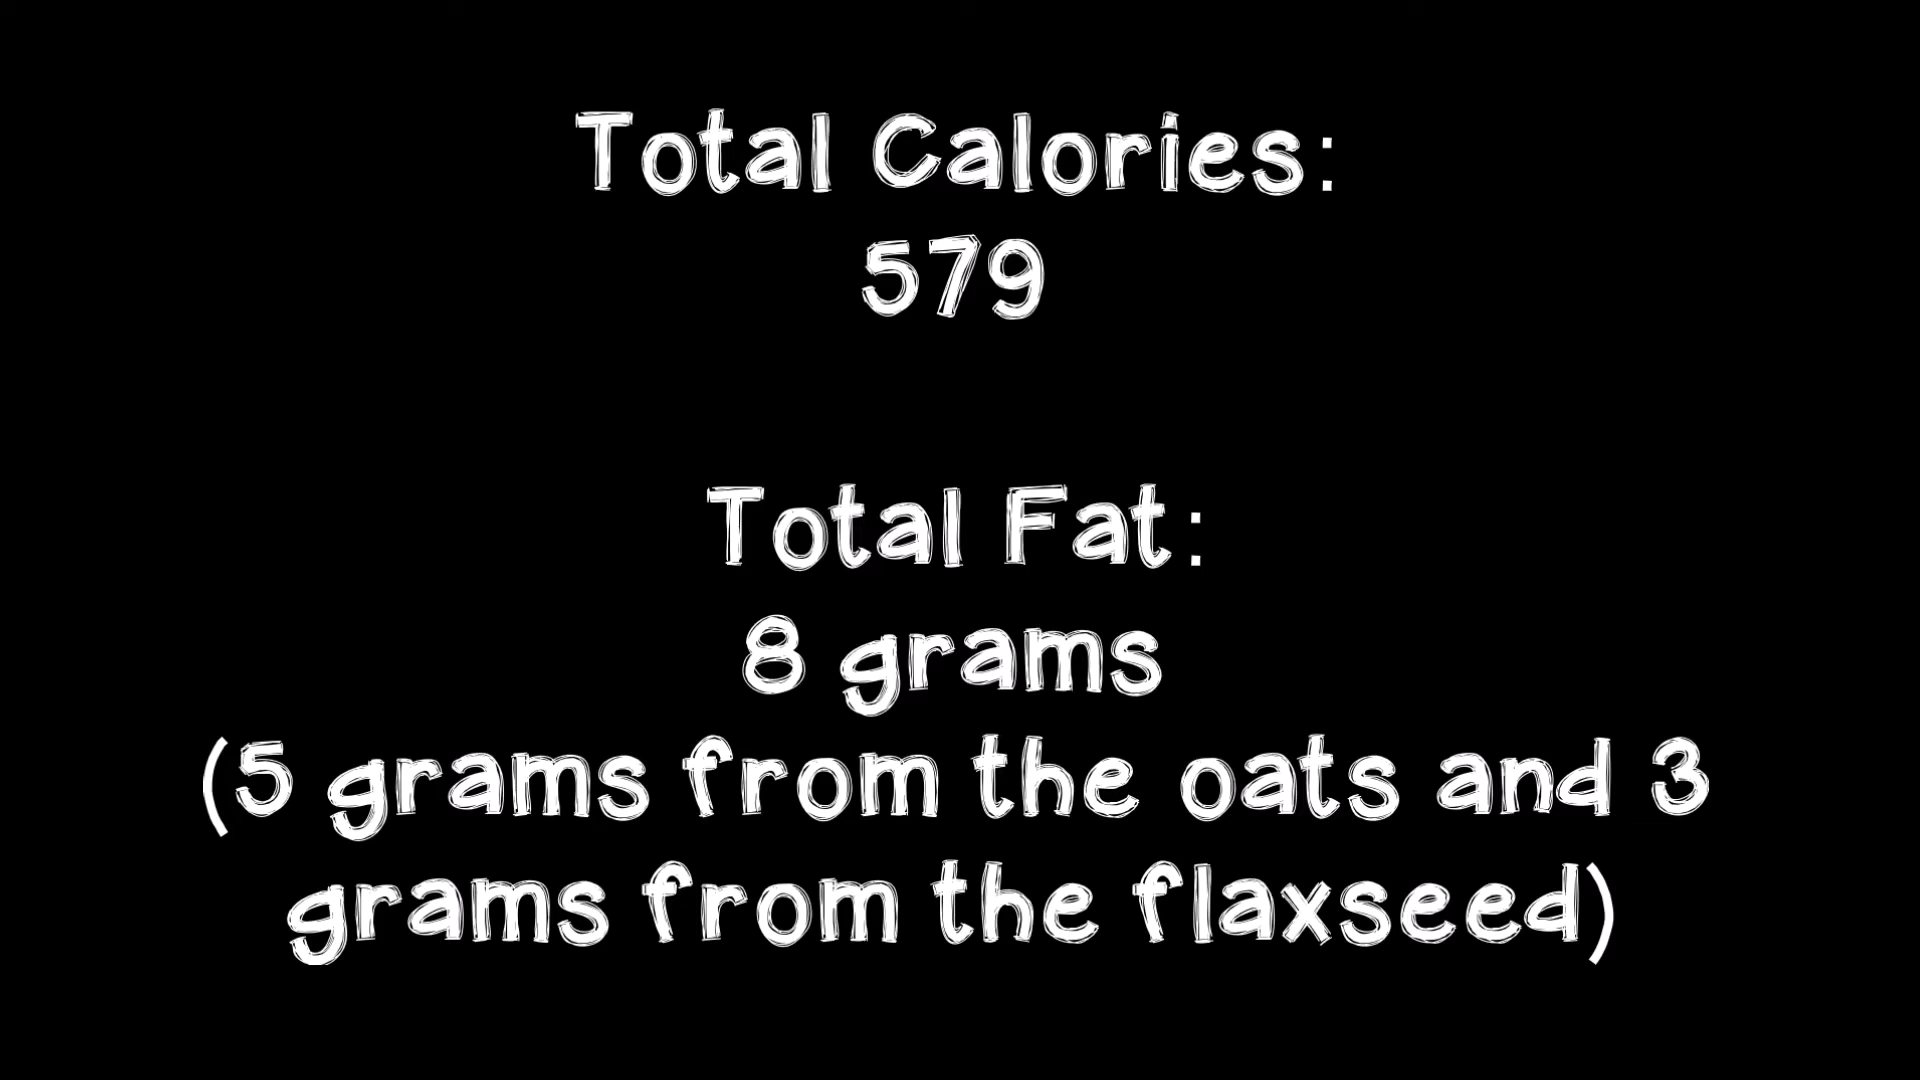 Total Calories:
579
Total Fat:
8 grams
(5 grams from the oats and 3
grams from the flaxseed)